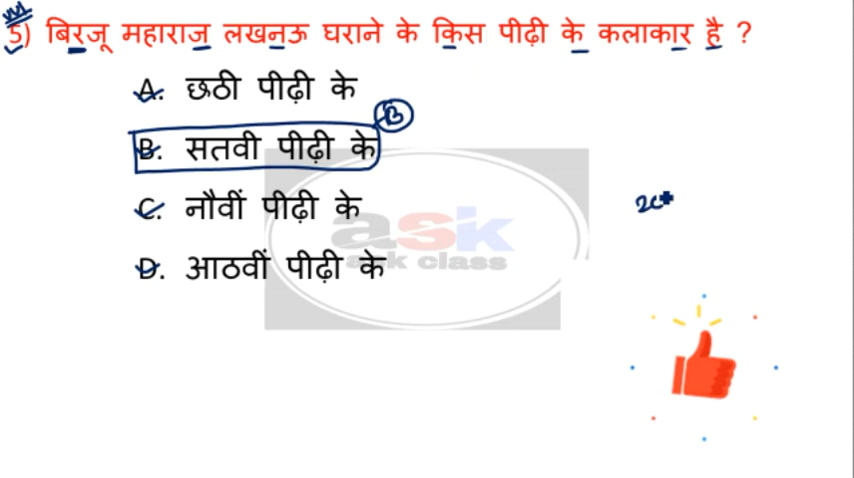 5) बिरजू महाराज लखनऊ घराने के किस पीढ़ी के कलाकार है ?
A. छठी पीढ़ी के
B
B. सतवी पीढ़ी के
C. नौवीं पीढ़ी के
ask
D. आठवीं पीढ़ी के
ask class